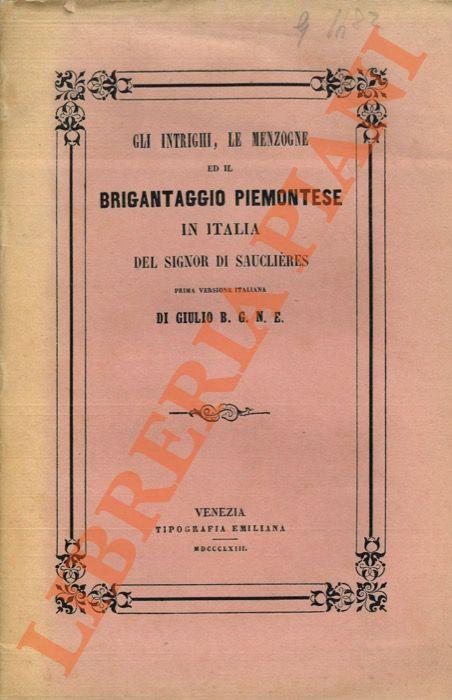 GLI INTRIGHI, LE MENZOGNE
ED IL
BRIGANTAGGIO PIEMONTESE
IN ITALIA
DEL SIGNOR DI SAUCLIÈRES
PRIMA VERSIONE ITALIANA
DI GIULIO B. G. N. E.
VENEZIA
TIPOGRAFIA EMILIANA
MDCCCLXIII.
LIBRERIA PIANI